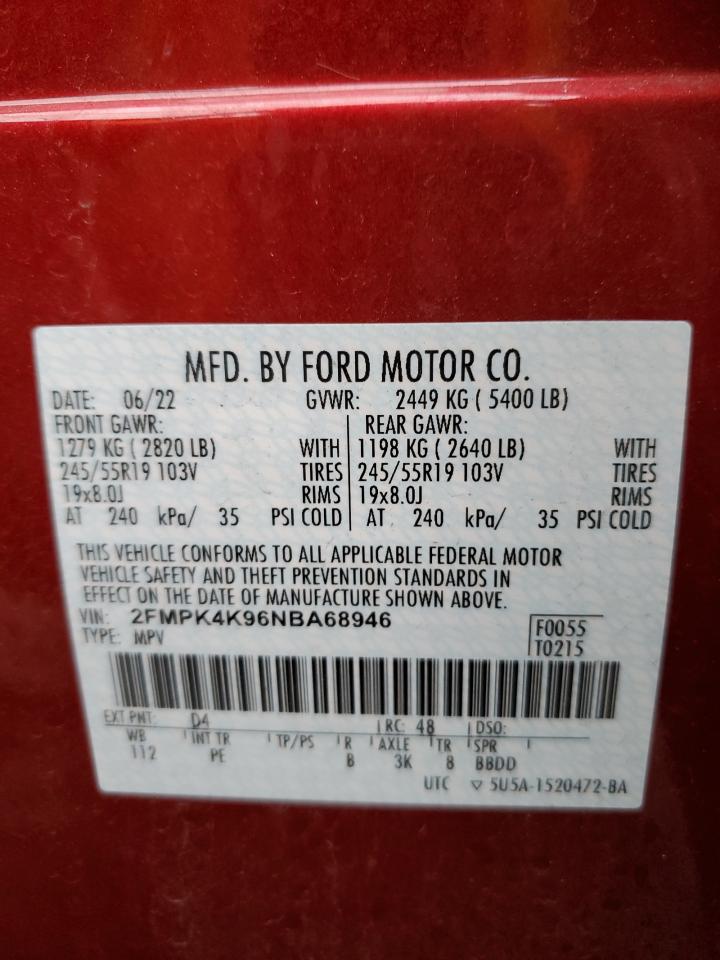 MFD. BY FORD MOTOR CO.
DATE: 06/22 GVWR: 2449 KG ( 5400 LB)
FRONT GAWR: REAR GAWR:
1279 KG ( 2820 LB) WITH 1198 KG ( 2640 LB) WITH
245/55R19 103V TIRES 245/55R19 103V TIRES
19x8.0J RIMS 19x8.0J RIMS
AT 240 kPa/ 35 PSI COLD AT 240 kPa/ 35 PSI COLD
THIS VEHICLE CONFORMS TO ALL APPLICABLE FEDERAL MOTOR
VEHICLE SAFETY AND THEFT PREVENTION STANDARDS IN
EFFECT ON THE DATE OF MANUFACTURE SHOWN ABOVE.
VIN: 2FMPK4K96NBA68946 F0055
TYPE: MPV T0215
EXT PNT: D4 RC: 48 DSO:
WB INT TR TP/PS R AXLE TR SPR
112 PE B 3K 8 BBDD
UTC ▽ 5U5A-1520472-BA